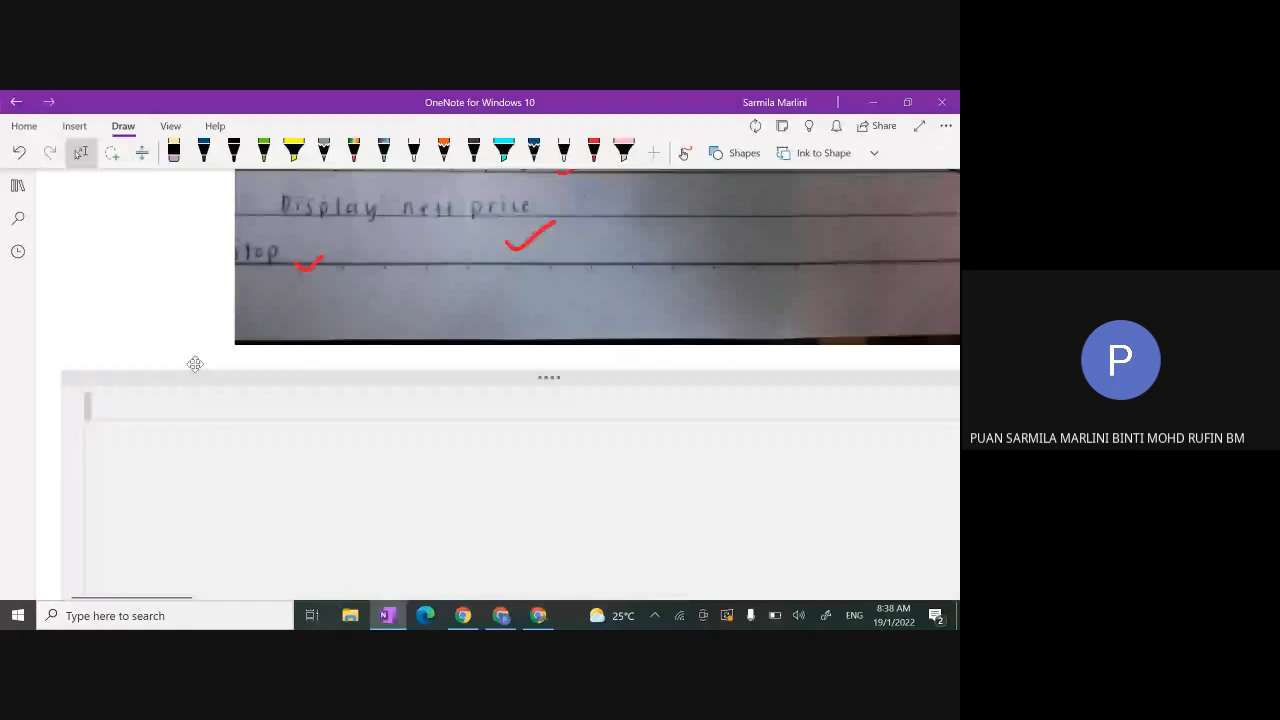 OneNote for Windows 10
Sarmila Marlini
Home Insert Draw View Help
Share
Shapes
Ink to Shape
Display nett price
stop
P
PUAN SARMILA MARLINI BINTI MOHD RUFIN BM
Type here to search
25°C
ENG
8:38 AM
19/1/2022
2